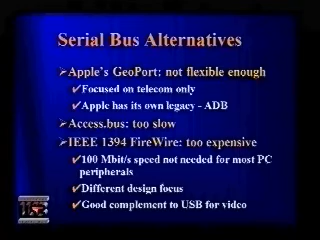 Serial Bus Alternatives
➢Apple's GeoPort: not flexible enough
✓Focused on telecom only
✓Apple has its own legacy - ADB
➢Access.bus: too slow
➢IEEE 1394 FireWire: too expensive
✓100 Mbit/s speed not needed for most PC
peripherals
✓Different design focus
✓Good complement to USB for video